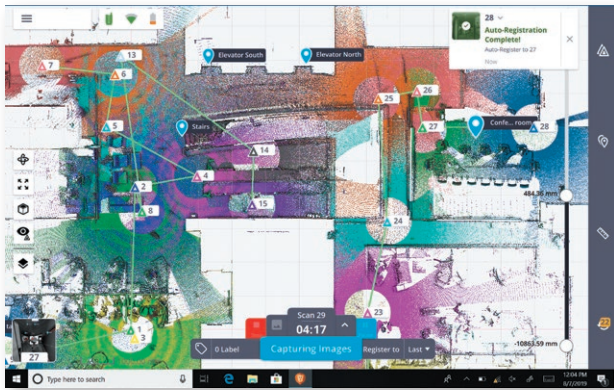 28
Auto-Registration
Complete!
Auto-Register to 27
Now
13
7
6
Elevator South
Elevator North
25
26
5
Stairs
27
Confe... room
28
14
4
2
15
8
484.36 mm
24
23
1
3
Scan 29
04:17
27
0 Label
Capturing Images
Register to
Last
-10863.59 mm
22
Type here to search
12:04 PM
8/7/2019